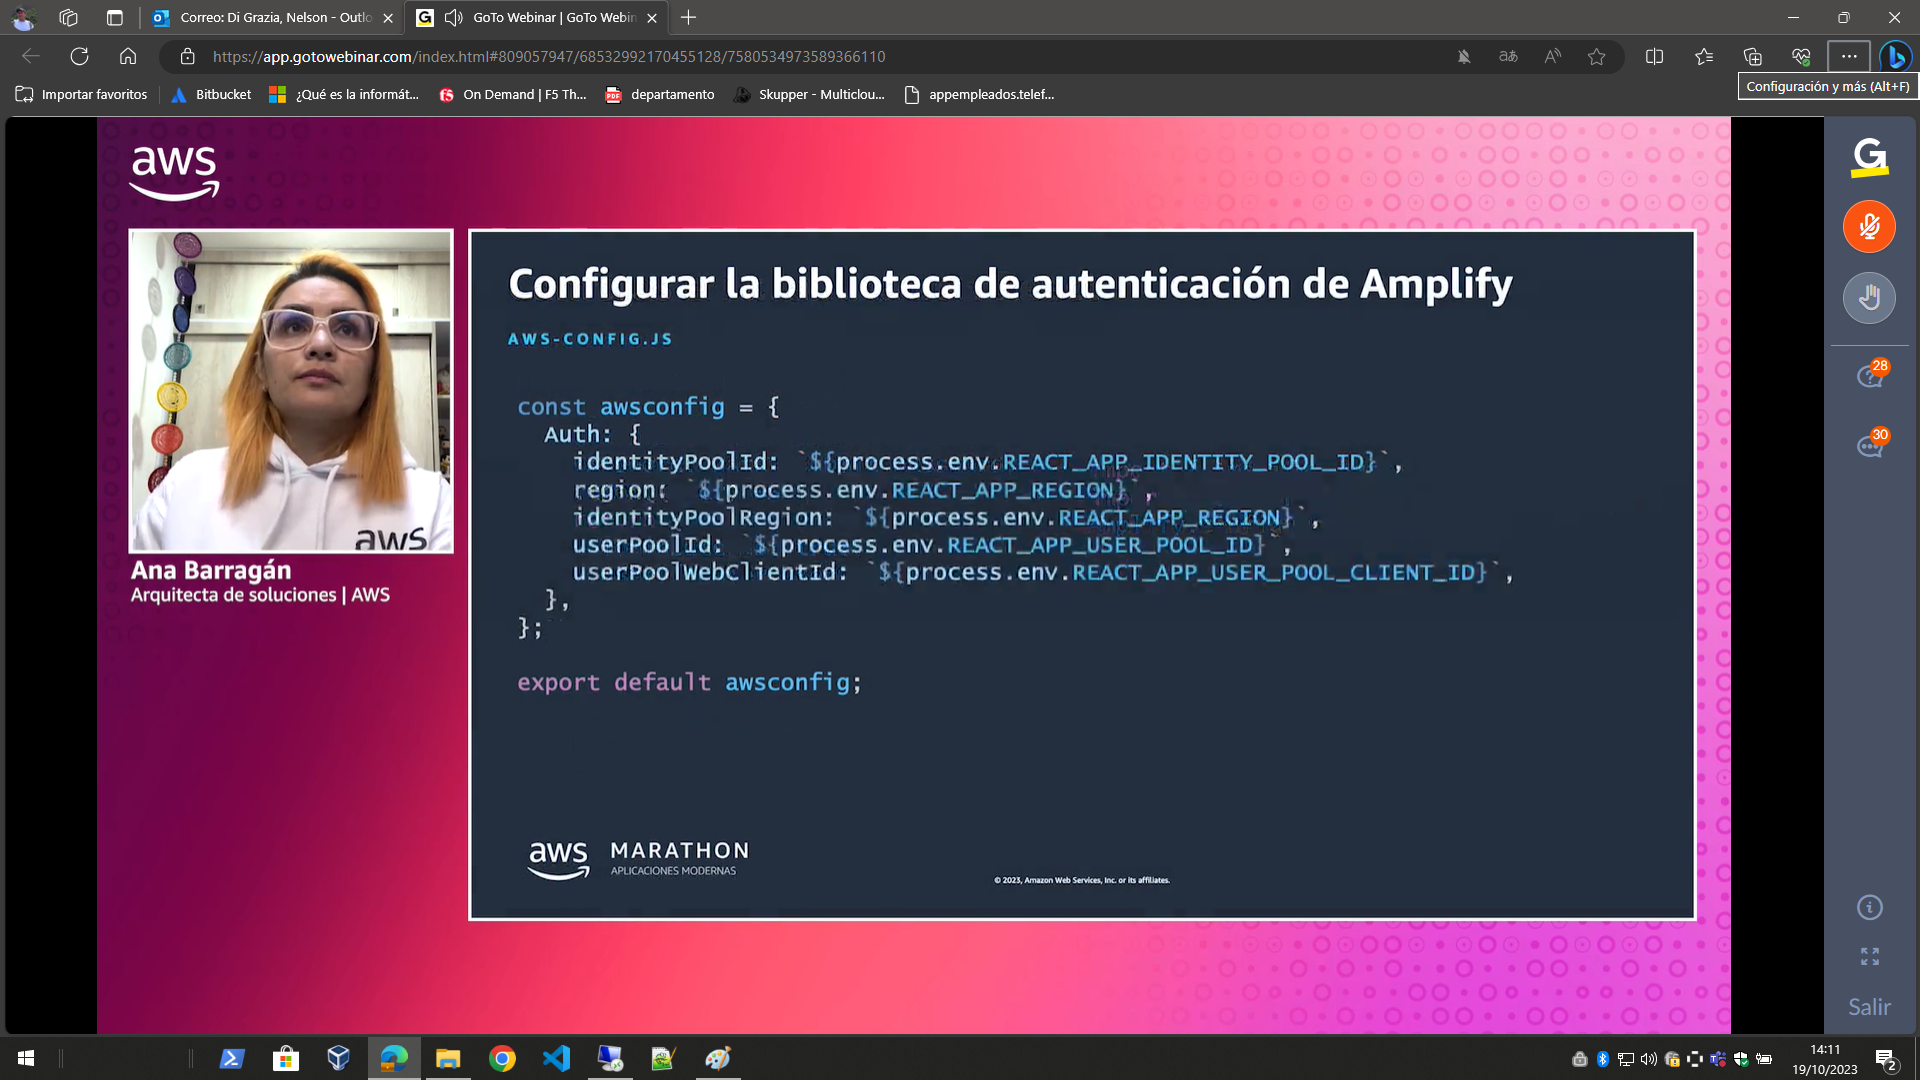 Correo: Di Grazia, Nelson - Outlo
GoTo Webinar | GoTo Webin
https://app.gotowebinar.com/index.html#809057947/68532992170455128/7580534973589366110
Importar favoritos
Bitbucket
¿Qué es la informát...
On Demand | F5 Th...
PDF
departamento
Skupper - Multiclou...
appempleados.telef...
Configuración y más (Alt+F)
aws
Configurar la biblioteca de autenticación de Amplify
AWS-CONFIG.JS
const awsconfig = {
Auth: {
identityPoolId: `${process.env.REACT_APP_IDENTITY_POOL_ID}`,
region: `${process.env.REACT_APP_REGION}`,
identityPoolRegion: `${process.env.REACT_APP_REGION}`,
userPoolId: `${process.env.REACT_APP_USER_POOL_ID}`,
userPoolWebClientId: `${process.env.REACT_APP_USER_POOL_CLIENT_ID}`,
},
};
export default awsconfig;
aws
Ana Barragán
Arquitecta de soluciones | AWS
aws MARATHON
APLICACIONES MODERNAS
© 2023, Amazon Web Services, Inc. or its affiliates.
G
28
30
Salir
14:11
19/10/2023
2